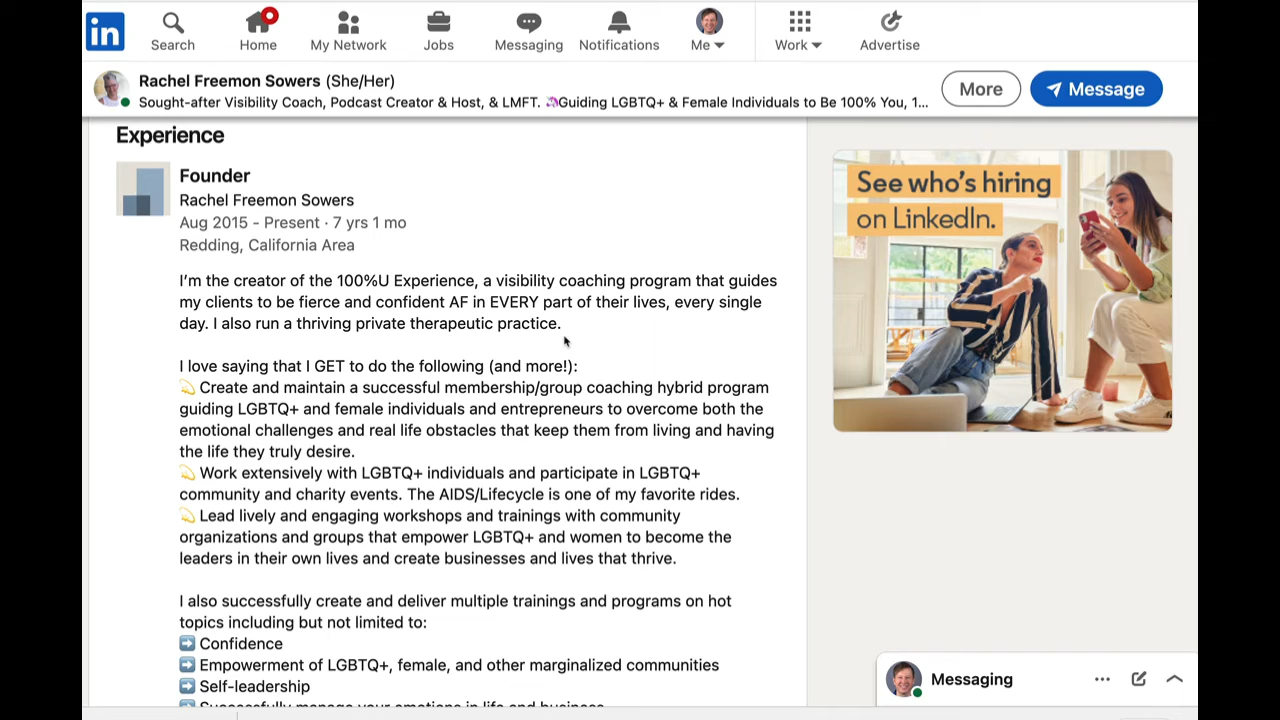 in
Search
Home
My Network
Jobs
Messaging
Notifications
Me
Work
Advertise
Rachel Freemon Sowers (She/Her)
Sought-after Visibility Coach, Podcast Creator & Host, & LMFT. 🦄Guiding LGBTQ+ & Female Individuals to Be 100% You, 1...
More
Message
Experience
Founder
Rachel Freemon Sowers
Aug 2015 - Present · 7 yrs 1 mo
Redding, California Area
I'm the creator of the 100%U Experience, a visibility coaching program that guides
my clients to be fierce and confident AF in EVERY part of their lives, every single
day. I also run a thriving private therapeutic practice.
I love saying that I GET to do the following (and more!):
💫 Create and maintain a successful membership/group coaching hybrid program
guiding LGBTQ+ and female individuals and entrepreneurs to overcome both the
emotional challenges and real life obstacles that keep them from living and having
the life they truly desire.
💫 Work extensively with LGBTQ+ individuals and participate in LGBTQ+
community and charity events. The AIDS/Lifecycle is one of my favorite rides.
💫 Lead lively and engaging workshops and trainings with community
organizations and groups that empower LGBTQ+ and women to become the
leaders in their own lives and create businesses and lives that thrive.
I also successfully create and deliver multiple trainings and programs on hot
topics including but not limited to:
➡️ Confidence
➡️ Empowerment of LGBTQ+, female, and other marginalized communities
➡️ Self-leadership
➡️ Successfully manage your emotions in life and business
See who's hiring
on LinkedIn.
Messaging